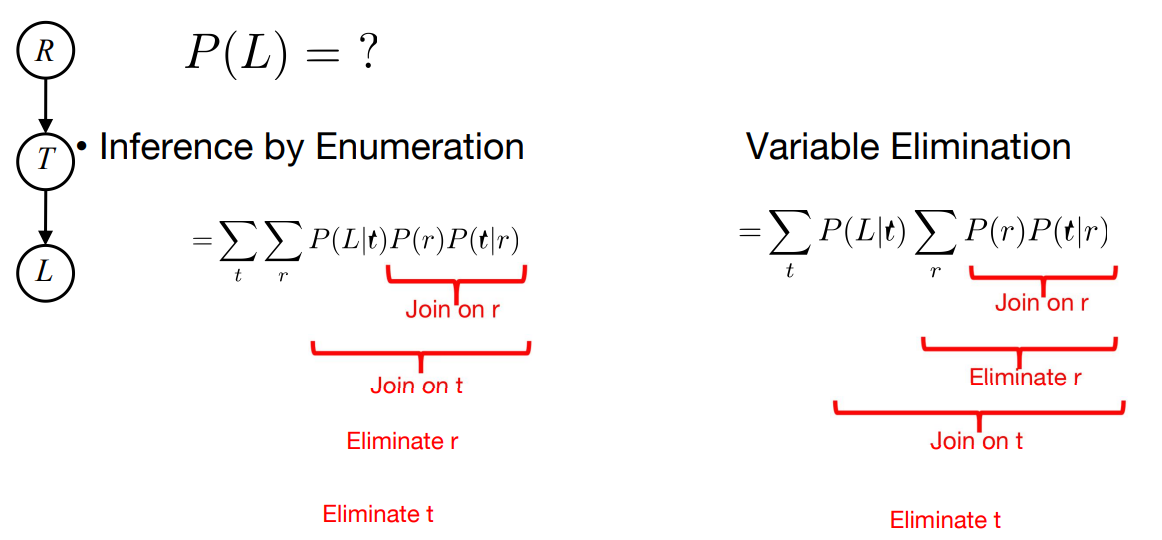 R
P(L) = ?
T
• Inference by Enumeration
Variable Elimination
L
= ∑_t ∑_r P(L|t)P(r)P(t|r)
Join on r
Join on t
Eliminate r
Eliminate t
= ∑_t P(L|t) ∑_r P(r)P(t|r)
Join on r
Eliminate r
Join on t
Eliminate t